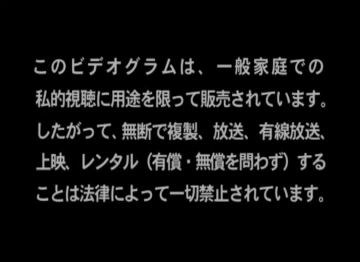 このビデオグラムは、一般家庭での
私的視聴に用途を限って販売されています。
したがって、無断で複製、放送、有線放送、
上映、レンタル（有償・無償を問わず）する
ことは法律によって一切禁止されています。